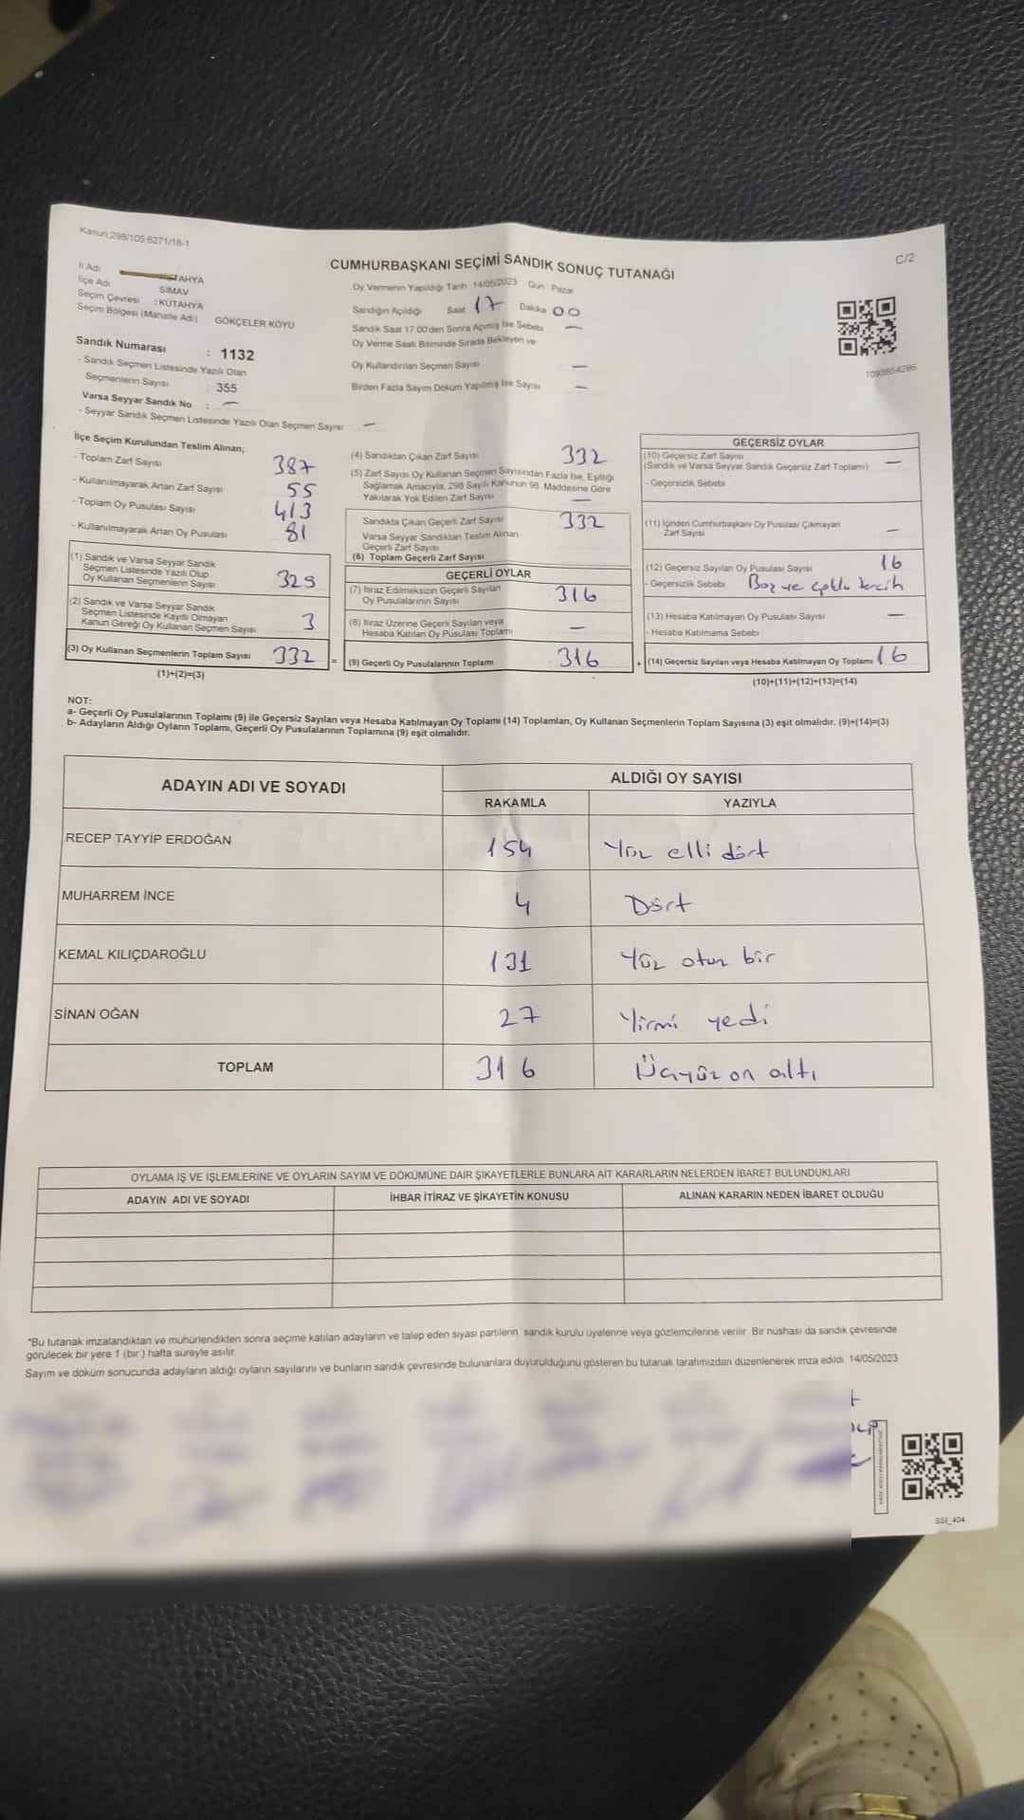 Kanun:298/105 6271/18-1
C/2
CUMHURBAŞKANI SEÇİMİ SANDIK SONUÇ TUTANAĞI
İl Adı TAHYA
İlçe Adı SİMAV
Seçim Çevresi : KÜTAHYA
Seçim Bölgesi (Mahalle Adı) GÖKÇELER KÖYÜ
Sandık Numarası : 1132
- Sandık Seçmen Listesinde Yazılı Olan
Seçmenlerin Sayısı : 355
Varsa Seyyar Sandık No : —
- Seyyar Sandık Seçmen Listesinde Yazılı Olan Seçmen Sayısı —
Oy Vermenin Yapıldığı Tarih 14/05/2023 Gün : Pazar
Sandığın Açıldığı Saat 17 Dakika 00
Sandık Saat 17:00'den Sonra Açılmış İse Sebebi —
Oy Verme Saati Bitiminde Sırada Bekleyen ve
Oy Kullandırılan Seçmen Sayısı —
Birden Fazla Sayım Döküm Yapılmış İse Sayısı —
1093654286
İlçe Seçim Kurulundan Teslim Alınan;
- Toplam Zarf Sayısı 387
- Kullanılmayarak Artan Zarf Sayısı 55
- Toplam Oy Pusulası Sayısı 413
- Kullanılmayarak Artan Oy Pusulası 81
(1) Sandık ve Varsa Seyyar Sandık
Seçmen Listesinde Yazılı Olup
Oy Kullanan Seçmenlerin Sayısı 329
(2) Sandık ve Varsa Seyyar Sandık
Seçmen Listesinde Kaydı Olmayan
Kanun Gereği Oy Kullanan Seçmen Sayısı 3
(3) Oy Kullanan Seçmenlerin Toplam Sayısı 332 =
(1)+(2)=(3)
(4) Sandıktan Çıkan Zarf Sayısı 332
(5) Zarf Sayısı Oy Kullanan Seçmen Sayısından Fazla İse, Eşitliği
Sağlamak Amacıyla, 298 Sayılı Kanunun 98. Maddesine Göre
Yakılarak Yok Edilen Zarf Sayısı —
Sandıkta Çıkan Geçerli Zarf Sayısı 332
Varsa Seyyar Sandıktan Teslim Alınan
Geçerli Zarf Sayısı
(6) Toplam Geçerli Zarf Sayısı
GEÇERLİ OYLAR
(7) İtiraz Edilmeksizin Geçerli Sayılan
Oy Pusulalarının Sayısı 316
(8) İtiraz Üzerine Geçerli Sayılan veya
Hesaba Katılan Oy Pusulası Toplamı —
(9) Geçerli Oy Pusulalarının Toplamı 316 +
GEÇERSİZ OYLAR
(10) Geçersiz Zarf Sayısı
(Sandık ve Varsa Seyyar Sandık Geçersiz Zarf Toplamı) —
- Geçersizlik Sebebi
(11) İçinden Cumhurbaşkanı Oy Pusulası Çıkmayan
Zarf Sayısı —
(12) Geçersiz Sayılan Oy Pusulası Sayısı 16
- Geçersizlik Sebebi Boş ve çoklu tercih
(13) Hesaba Katılmayan Oy Pusulası Sayısı —
- Hesaba Katılmama Sebebi
(14) Geçersiz Sayılan veya Hesaba Katılmayan Oy Toplamı 16
(10)+(11)+(12)+(13)=(14)
NOT:
a- Geçerli Oy Pusulalarının Toplamı (9) ile Geçersiz Sayılan veya Hesaba Katılmayan Oy Toplamı (14) Toplamları, Oy Kullanan Seçmenlerin Toplam Sayısına (3) eşit olmalıdır. (9)+(14)=(3)
b- Adayların Aldığı Oyların Toplamı, Geçerli Oy Pusulalarının Toplamına (9) eşit olmalıdır.
ADAYIN ADI VE SOYADI ALDIĞI OY SAYISI
RAKAMLA YAZIYLA
RECEP TAYYİP ERDOĞAN 154 Yüz elli dört
MUHARREM İNCE 4 Dört
KEMAL KILIÇDAROĞLU 131 Yüz otuz bir
SİNAN OĞAN 27 Yirmi yedi
TOPLAM 316 Üçyüz on altı
OYLAMA İŞ VE İŞLEMLERİNE VE OYLARIN SAYIM VE DÖKÜMÜNE DAİR ŞİKAYETLERLE BUNLARA AİT KARARLARIN NELERDEN İBARET BULUNDUKLARI
ADAYIN ADI VE SOYADI İHBAR İTİRAZ VE ŞİKAYETİN KONUSU ALINAN KARARIN NEDEN İBARET OLDUĞU
*Bu tutanak imzalandıktan ve mühürlendikten sonra seçime katılan adayların ve talep eden siyasi partilerin sandık kurulu üyelerine veya gözlemcilerine verilir. Bir nüshası da sandık çevresinde
görülecek bir yere 1 (bir) hafta süreyle asılır.
Sayım ve döküm sonucunda adayların aldığı oyların sayılarını ve bunların sandık çevresinde bulunanlara duyurulduğunu gösteren bu tutanak tarafımızdan düzenlenerek imza edildi. 14/05/2023
SSI_404